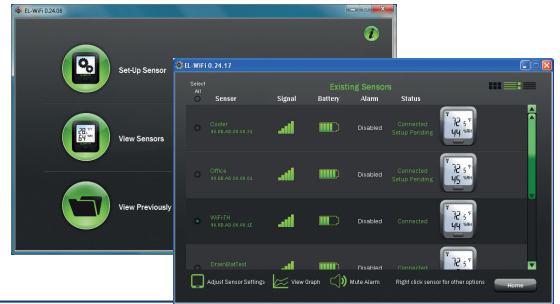 EL-WiFi 0.24.08
Set-Up Sensor
View Sensors
View Previously
EL-WiFi 0.24.17
Existing Sensors
Select All
Sensor Signal Battery Alarm Status
Cooler Disabled Connected
Setup Pending
Office Disabled Connected
Setup Pending
WiFiTH Disabled Connected
DrainBatTest Disabled Connected
Adjust Sensor Settings View Graph Mute Alarm Right click sensor for other options Home